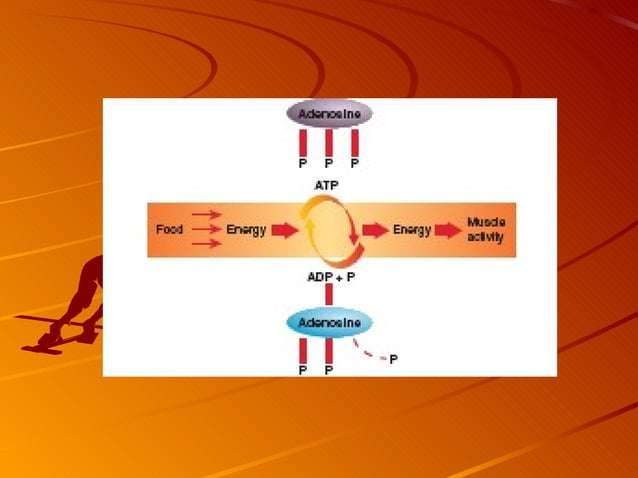 Adenosine
P P P
ATP
Food Energy Energy Muscle activity
ADP + P
Adenosine
P
P P